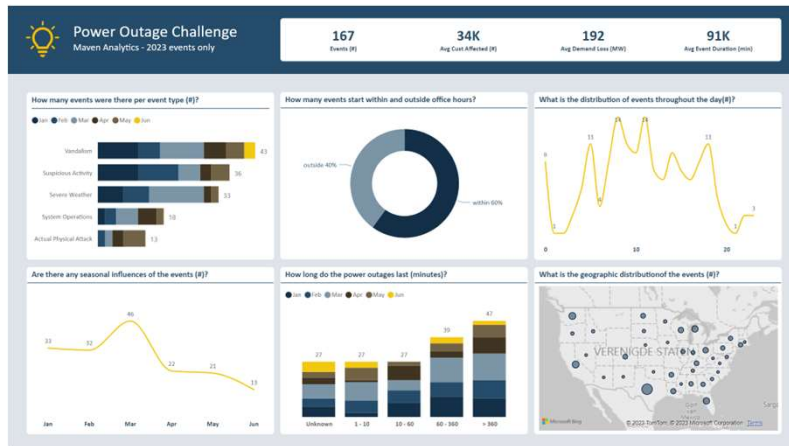 Power Outage Challenge
Maven Analytics - 2023 events only
167
Events (#)
34K
Avg Cust Affected (#)
192
Avg Demand Loss (MW)
91K
Avg Event Duration (min)
How many events were there per event type (#)?
Jan Feb Mar Apr May Jun
Vandalism 43
Suspicious Activity 36
Severe Weather 33
System Operations
Actual Physical Attack 13
How many events start within and outside office hours?
outside 40%
within 60%
What is the distribution of events throughout the day(#)?
11 11
6
4
1 1
3
0 10 20
Are there any seasonal influences of the events (#)?
33 32 46 22 21 13
Jan Feb Mar Apr May Jun
How long do the power outages last (minutes)?
Jan Feb Mar Apr May Jun
27 27 27 39 47
Unknown 1 - 10 10 - 60 60 - 360 > 360
What is the geographic distributionof the events (#)?
VERENIGDE STATEN
Microsoft Bing
© 2023 TomTom, © 2023 Microsoft Corporation Terms